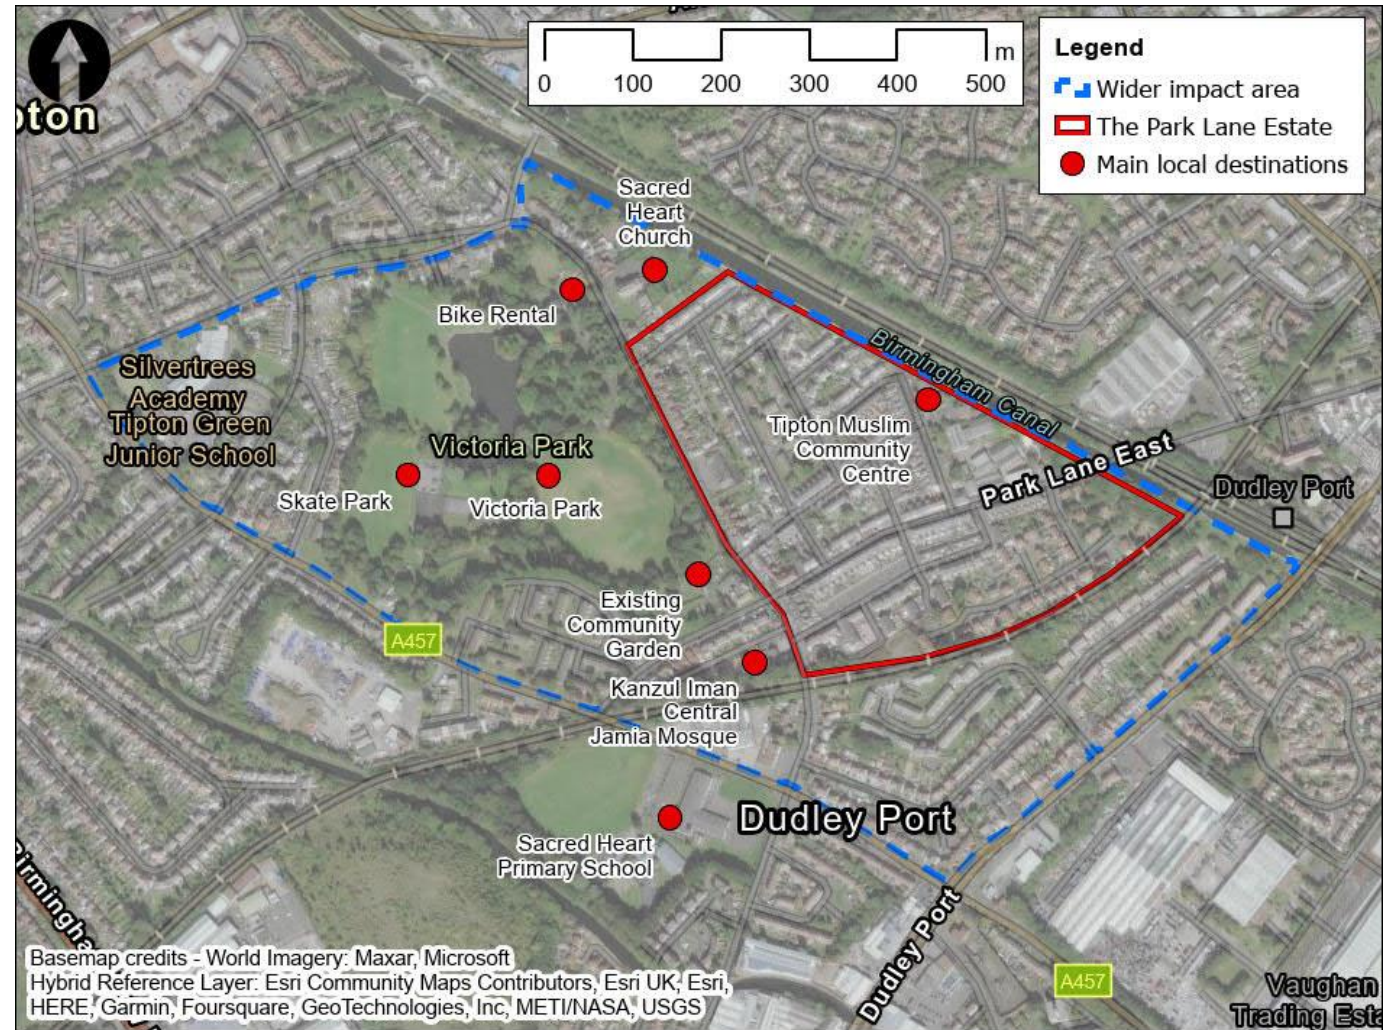 m
0 100 200 300 400 500
Legend
Wider impact area
The Park Lane Estate
Main local destinations
Sacred
Heart
Church
Bike Rental
Silvertrees
Academy
Tipton Green
Junior School
Birmingham Canal
Tipton Muslim
Community
Centre
Victoria Park
Skate Park
Victoria Park
Park Lane East
Dudley Port
Existing
Community
Garden
A457
Kanzul Iman
Central
Jamia Mosque
Dudley Port
Sacred Heart
Primary School
Dudley Port
A457
Vaughan
Trading Esta
Basemap credits - World Imagery: Maxar, Microsoft
Hybrid Reference Layer: Esri Community Maps Contributors, Esri UK, Esri,
HERE, Garmin, Foursquare, GeoTechnologies, Inc, METI/NASA, USGS